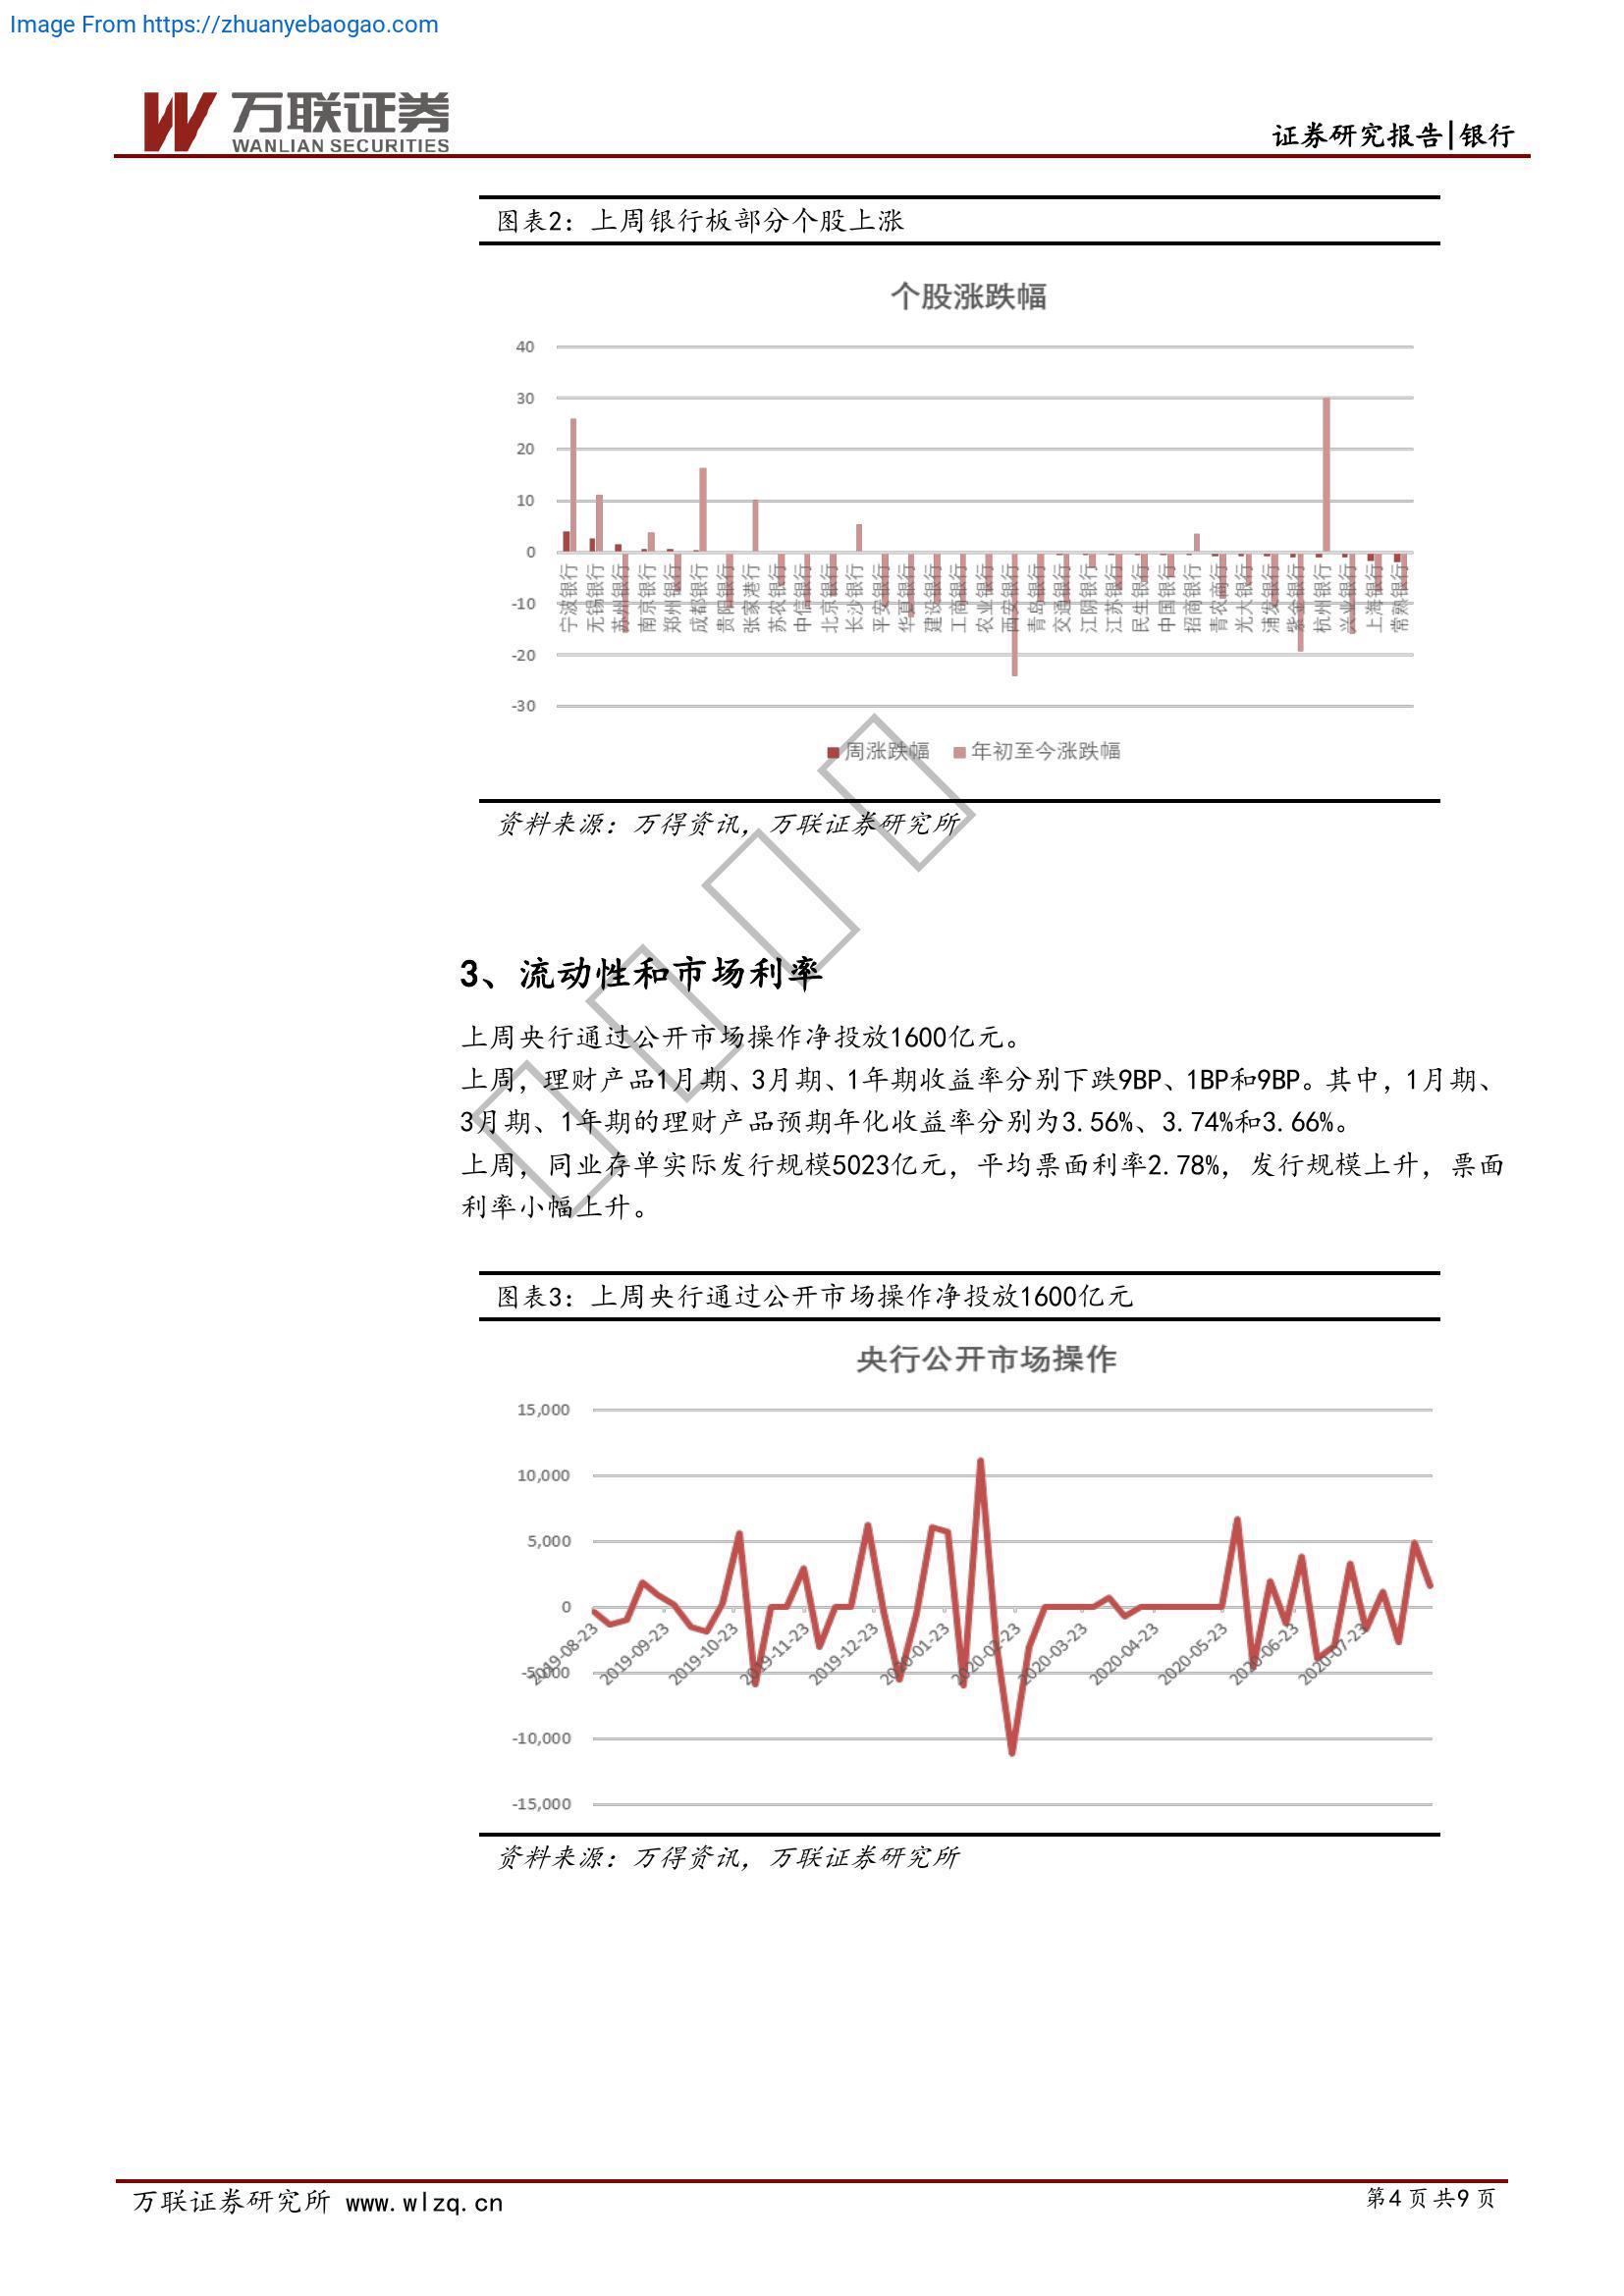 Image From https://zhuanyebaogao.com
万联证券
WANLIAN SECURITIES
证券研究报告|银行
图表2：上周银行板部分个股上涨
个股涨跌幅
40
30
20
10
0
-10
-20
-30
宁波银行
无锡银行
苏州银行
南京银行
郑州银行
成都银行
贵阳银行
张家港行
苏农银行
中信银行
北京银行
长沙银行
平安银行
华夏银行
建设银行
工商银行
农业银行
西安银行
青岛银行
交通银行
江阴银行
江苏银行
民生银行
中国银行
招商银行
青农商行
光大银行
浦发银行
紫金银行
杭州银行
兴业银行
上海银行
常熟银行
周涨跌幅 年初至今涨跌幅
资料来源：万得资讯，万联证券研究所
3、流动性和市场利率
上周央行通过公开市场操作净投放1600亿元。
上周，理财产品1月期、3月期、1年期收益率分别下跌9BP、1BP和9BP。其中，1月期、
3月期、1年期的理财产品预期年化收益率分别为3.56%、3.74%和3.66%。
上周，同业存单实际发行规模5023亿元，平均票面利率2.78%，发行规模上升，票面
利率小幅上升。
图表3：上周央行通过公开市场操作净投放1600亿元
央行公开市场操作
15,000
10,000
5,000
0
-5,000
-10,000
-15,000
2019-08-23
2019-09-23
2019-10-23
2019-11-23
2019-12-23
2020-01-23
2020-02-23
2020-03-23
2020-04-23
2020-05-23
2020-06-23
2020-07-23
资料来源：万得资讯，万联证券研究所
万联证券研究所 www.wlzq.cn
第4页共9页